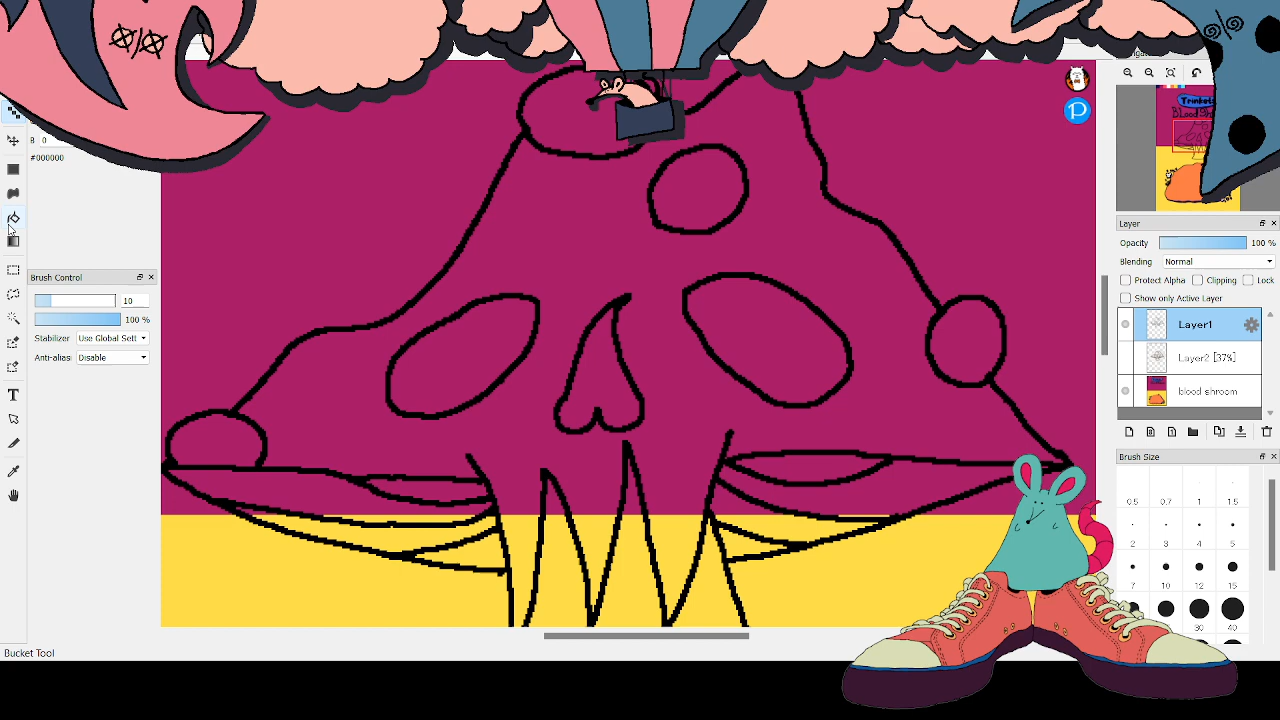 Trinkets
B 0
#000000
Brush Control
10
100 %
Stabilizer Use Global Sett
Anti-alias: Disable
Bucket Tool
P
Layer
Opacity 100 %
Blending Normal
Protect Alpha Clipping Lock
Show only Active Layer
Layer1
Layer2 [37%]
blood shroom
Brush Size
0.5 0.7 1 1.5
2 3 4 5
7 10 12 15
30 40
T